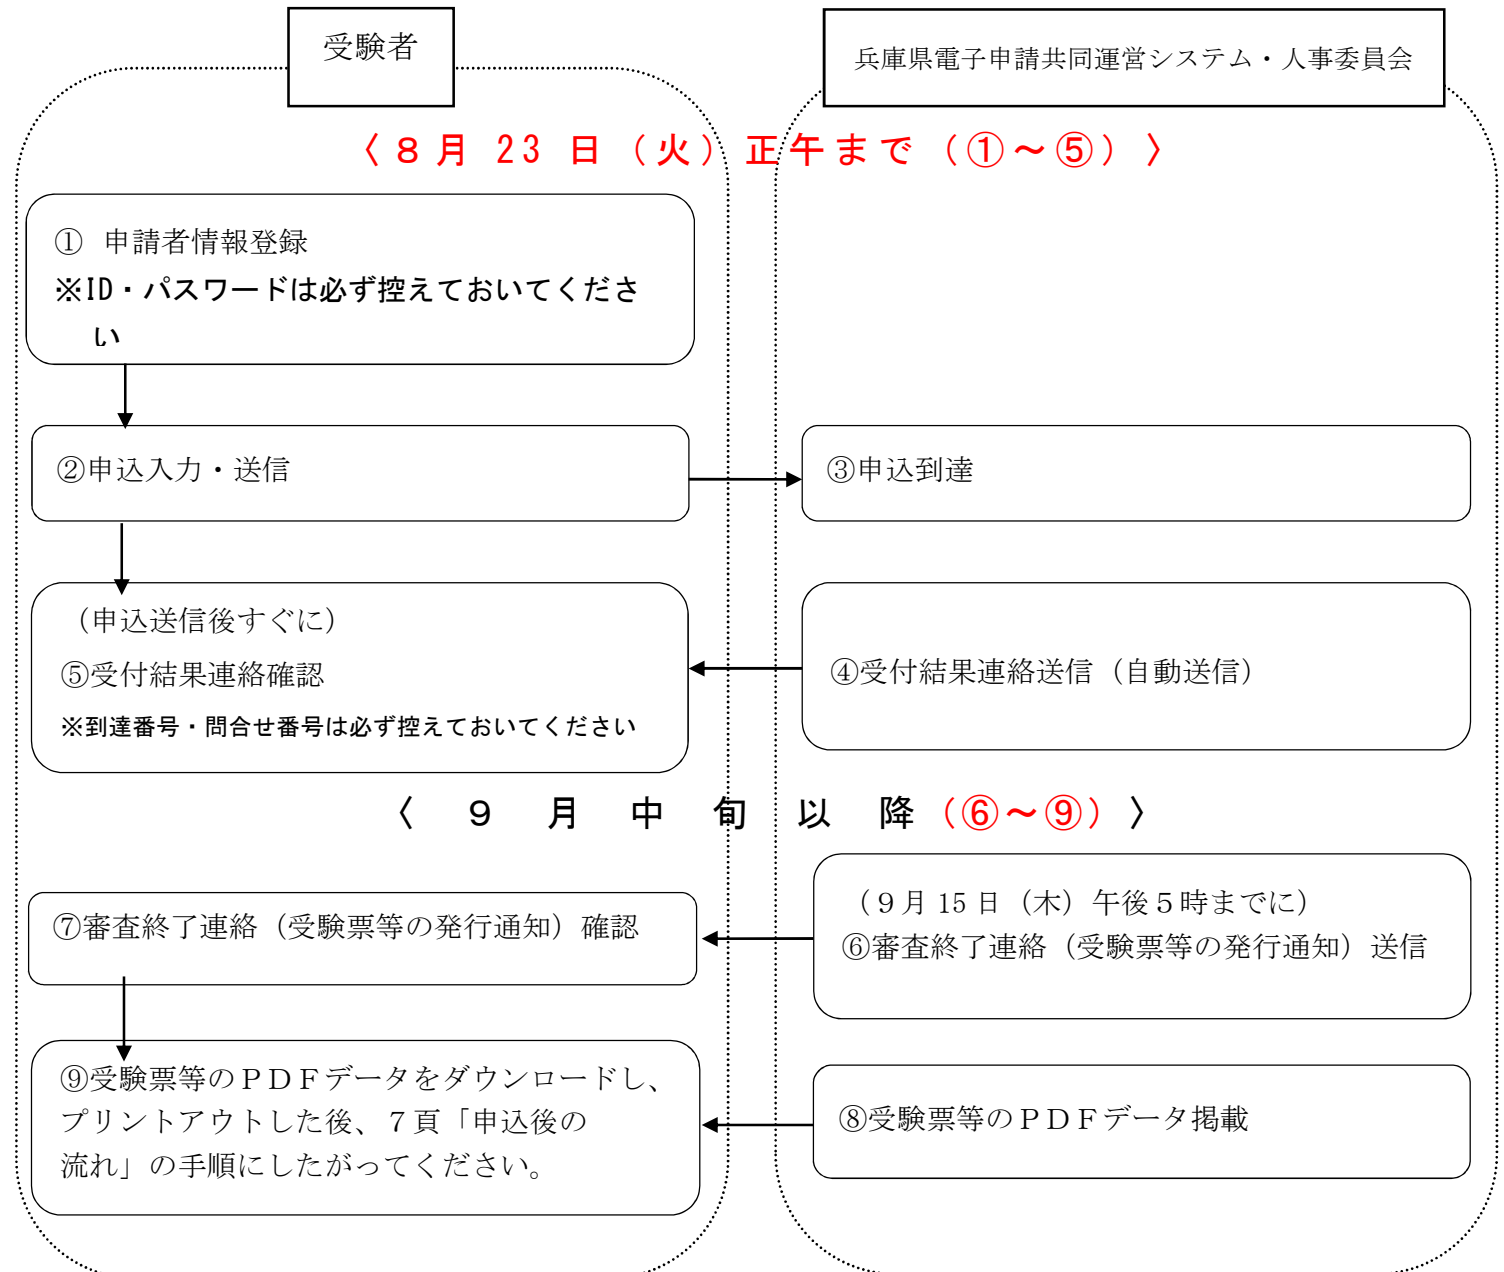 受験者
兵庫県電子申請共同運営システム・人事委員会
〈８月 23 日（火）正午まで（①～⑤）〉
① 申請者情報登録
※ID・パスワードは必ず控えておいてくださ
い
②申込入力・送信
③申込到達
（申込送信後すぐに）
⑤受付結果連絡確認
※到達番号・問合せ番号は必ず控えておいてください
④受付結果連絡送信（自動送信）
〈９月中旬以降（⑥～⑨）〉
（９月 15 日（木）午後５時までに）
⑥審査終了連絡（受験票等の発行通知）送信
⑦審査終了連絡（受験票等の発行通知）確認
⑨受験票等のＰＤＦデータをダウンロードし、
プリントアウトした後、７頁「申込後の
流れ」の手順にしたがってください。
⑧受験票等のＰＤＦデータ掲載